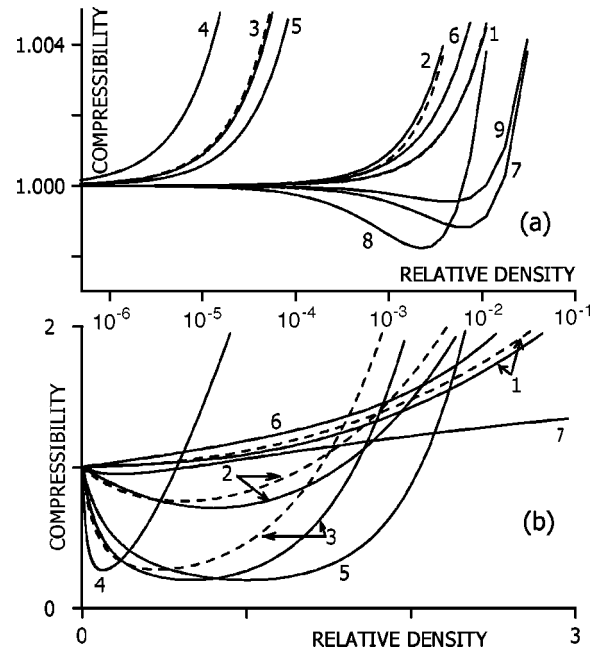 4 3 5 2 6 1
1.004
COMPRESSIBILITY
1.000
9
7
8
(a)
RELATIVE DENSITY
10-6 10-5 10-4 10-3 10-2 10-1
2
COMPRESSIBILITY
6
1
7
2
(b)
3
4
5
0
0 3
RELATIVE DENSITY